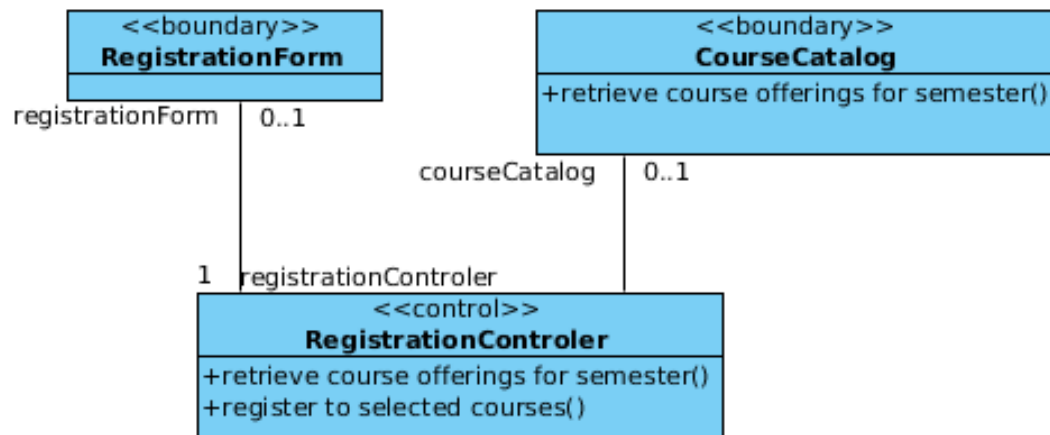 <<boundary>>
RegistrationForm
<<boundary>>
CourseCatalog
+retrieve course offerings for semester()
registrationForm
0..1
courseCatalog
0..1
1
registrationControler
<<control>>
RegistrationControler
+retrieve course offerings for semester()
+register to selected courses()